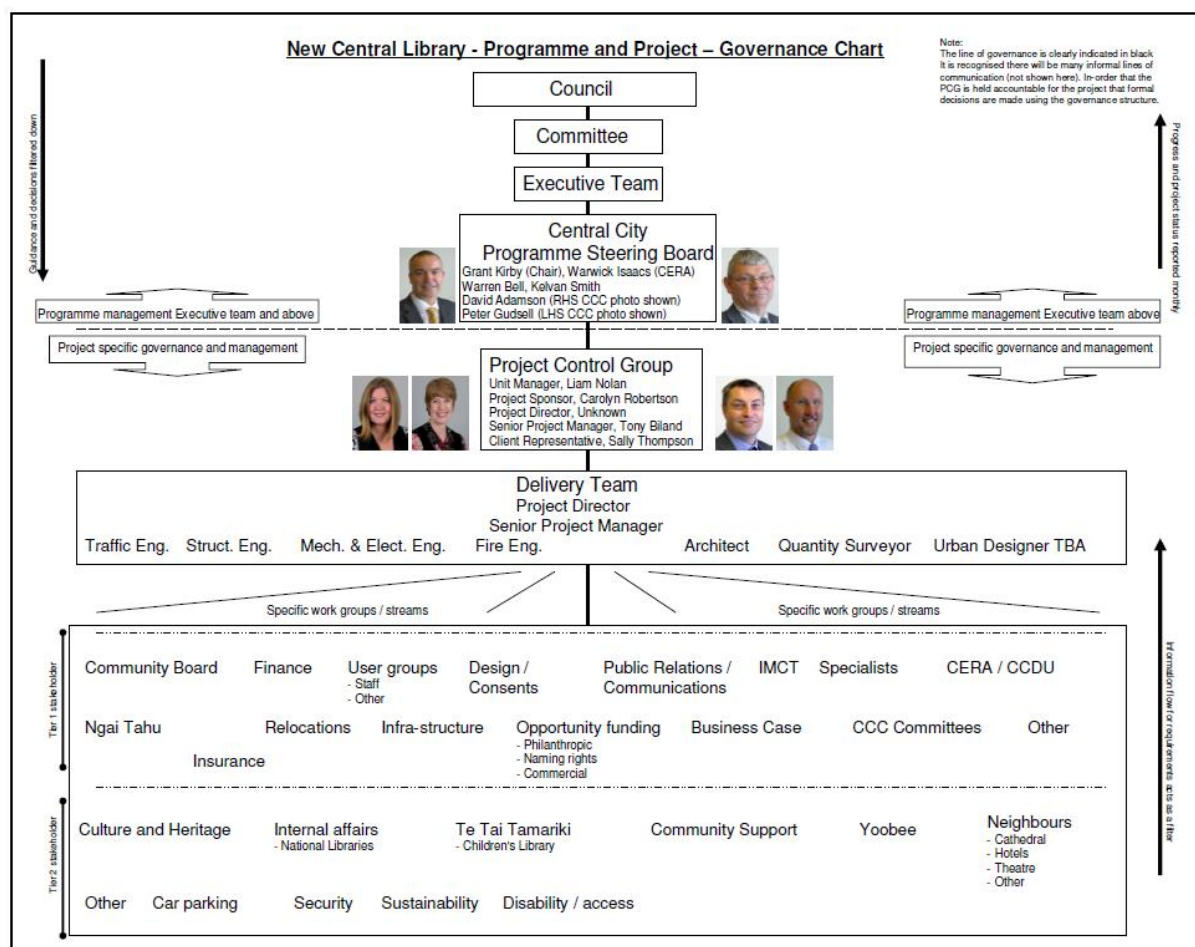 New Central Library - Programme and Project – Governance Chart
Note:
The line of governance is clearly indicated in black
It is recognised there will be many informal lines of
communication (not shown here). In-order that the
PCG is held accountable for the project that formal
decisions are made using the governance structure.
Guidance and decisions filtered down
Progress and project status reported monthly
Council
Committee
Executive Team
Central City
Programme Steering Board
Grant Kirby (Chair), Warwick Isaacs (CERA)
Warren Bell, Kelvan Smith
David Adamson (RHS CCC photo shown)
Peter Gudsell (LHS CCC photo shown)
Programme management Executive team and above
Programme management Executive team above
Project specific governance and management
Project specific governance and management
Project Control Group
Unit Manager, Liam Nolan
Project Sponsor, Carolyn Robertson
Project Director, Unknown
Senior Project Manager, Tony Biland
Client Representative, Sally Thompson
Delivery Team
Project Director
Senior Project Manager
Traffic Eng. Struct. Eng. Mech. & Elect. Eng. Fire Eng. Architect Quantity Surveyor Urban Designer TBA
Specific work groups / streams
Specific work groups / streams
Information flow for requirements acts as a filter
Tier 1 stakeholder
Community Board
Finance
User groups
- Staff
- Other
Design /
Consents
Public Relations /
Communications
IMCT
Specialists
CERA / CCDU
Ngai Tahu
Insurance
Relocations
Infra-structure
Opportunity funding
- Philanthropic
- Naming rights
- Commercial
Business Case
CCC Committees
Other
Tier 2 stakeholder
Culture and Heritage
Internal affairs
- National Libraries
Te Tai Tamariki
- Children's Library
Community Support
Yoobee
Neighbours
- Cathedral
- Hotels
- Theatre
- Other
Other
Car parking
Security
Sustainability
Disability / access